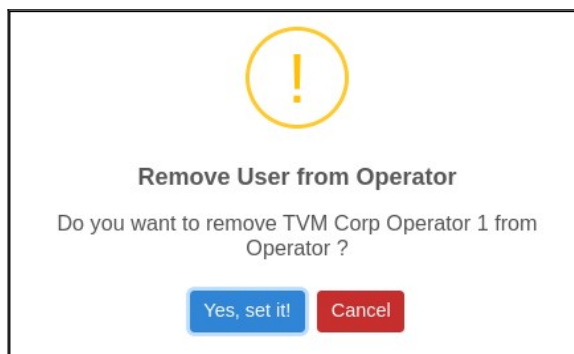 !
Remove User from Operator
Do you want to remove TVM Corp Operator 1 from
Operator ?
Yes, set it! Cancel